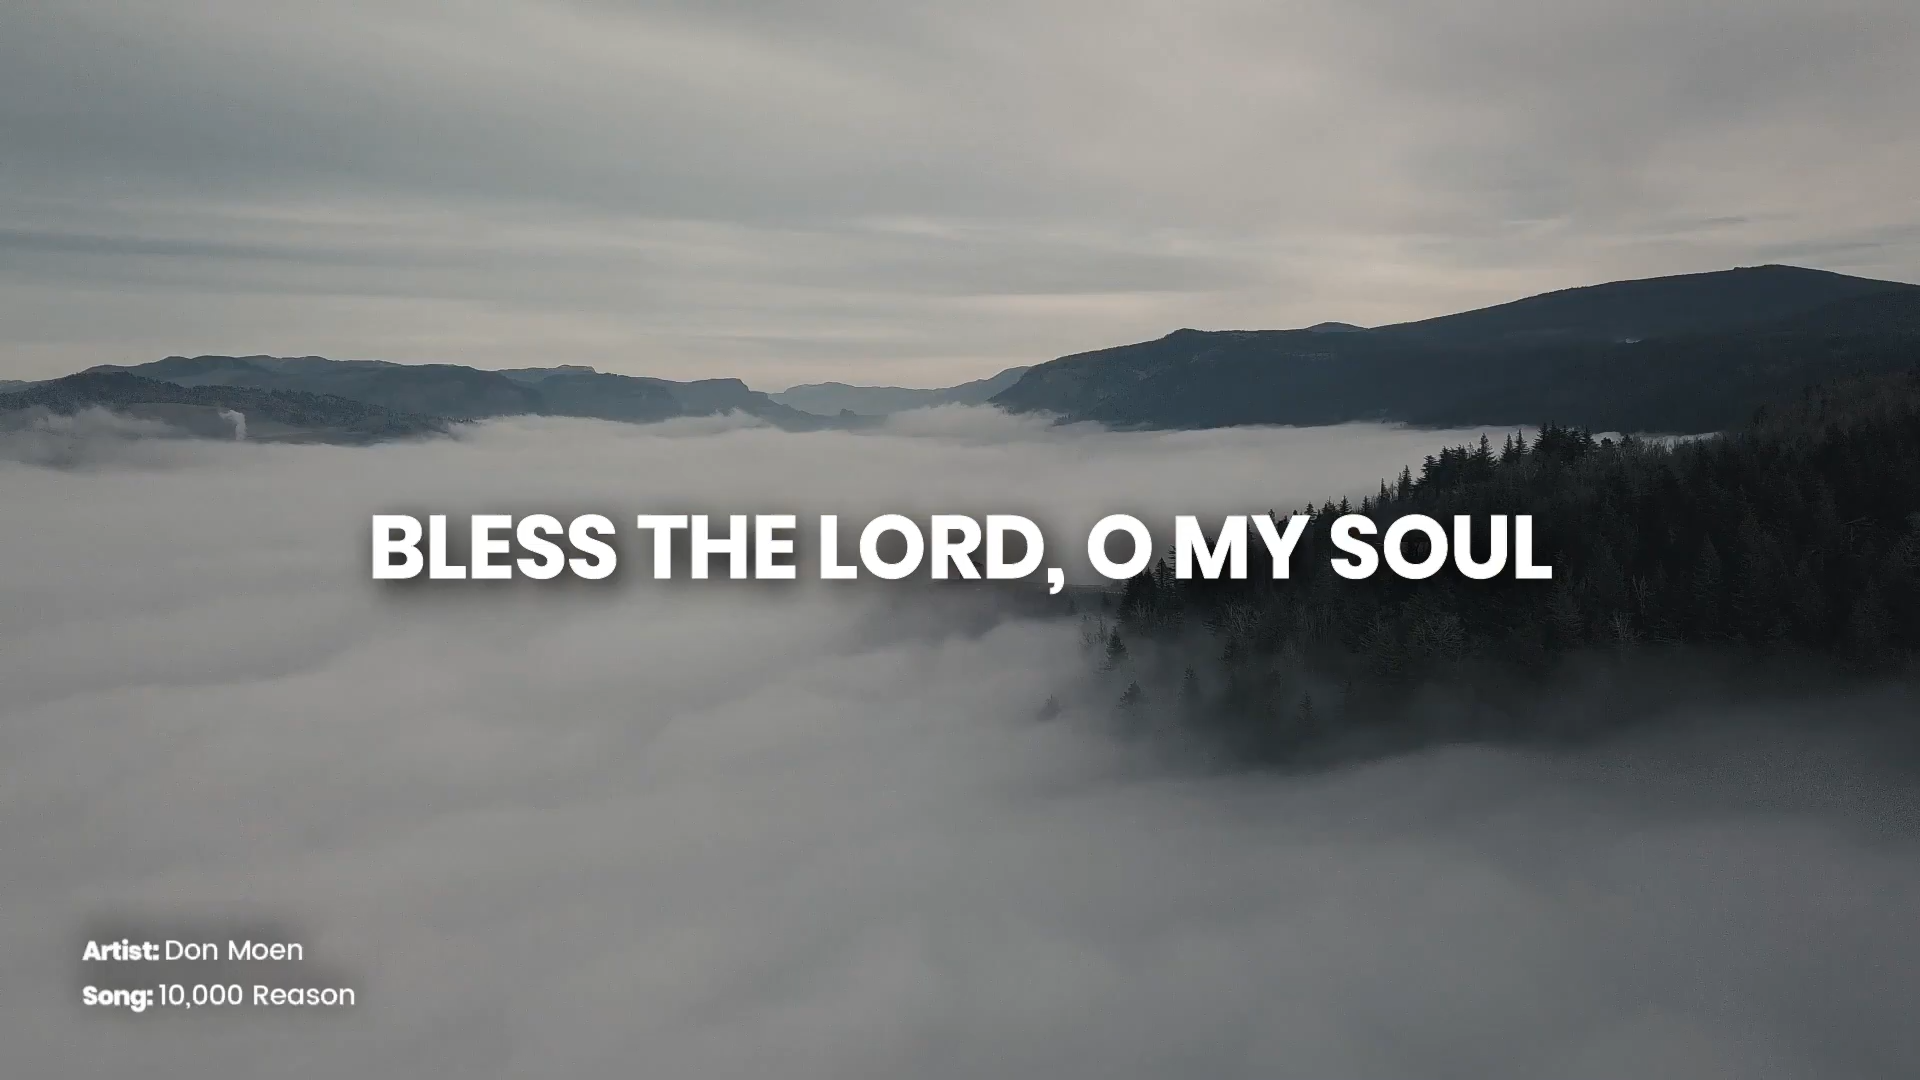 BLESS THE LORD, O MY SOUL
Artist: Don Moen
Song: 10,000 Reason